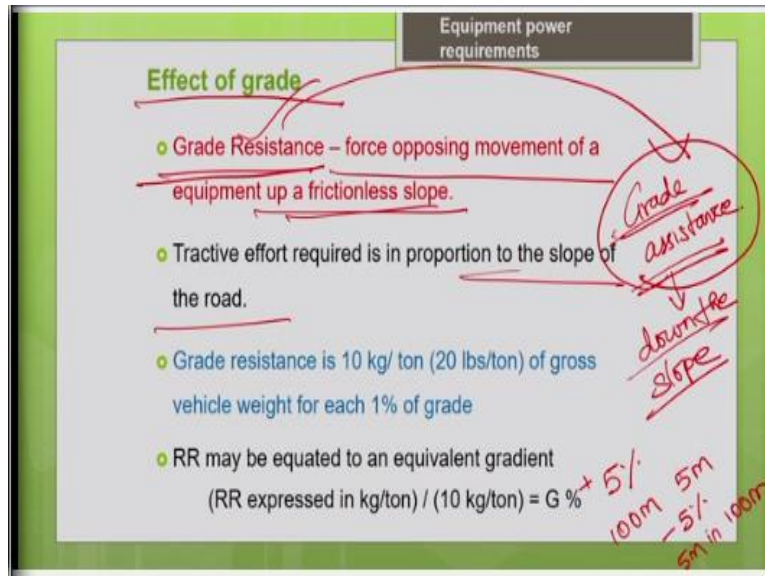 Equipment power
requirements
Effect of grade
Grade Resistance – force opposing movement of a
equipment up a frictionless slope.
Tractive effort required is in proportion to the slope of
the road.
Grade resistance is 10 kg/ ton (20 lbs/ton) of gross
vehicle weight for each 1% of grade
RR may be equated to an equivalent gradient
(RR expressed in kg/ton) / (10 kg/ton) = G %
Grade
assistance.
down the
slope
+ 5%
100m 5m
- 5%
5m in 100m